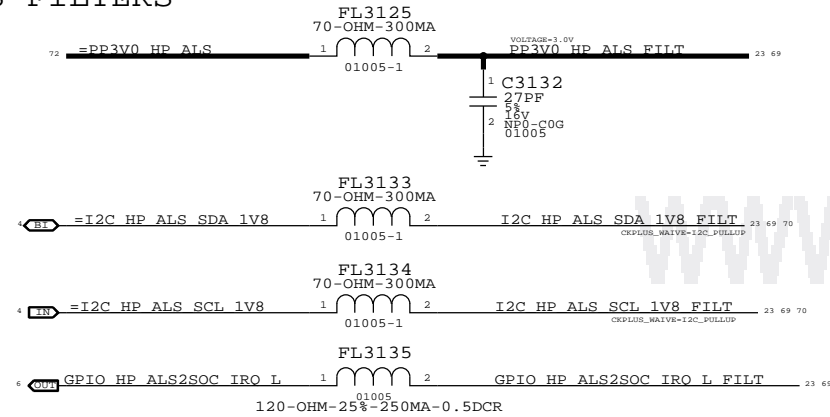 FILTERS
FL3125
70-OHM-300MA
72 =PP3V0 HP ALS 1 2 VOLTAGE=3.0V PP3V0 HP ALS FILT 23 69
01005-1
1 C3132
27PF
5%
16V
2 NP0-C0G
01005
FL3133
70-OHM-300MA
4 BI =I2C HP ALS SDA 1V8 1 2 I2C HP ALS SDA 1V8 FILT 23 69 70
01005-1 CKPLUS_WAIVE=I2C_PULLUP
FL3134
70-OHM-300MA
4 IN =I2C HP ALS SCL 1V8 1 2 I2C HP ALS SCL 1V8 FILT 23 69 70
01005-1 CKPLUS_WAIVE=I2C_PULLUP
FL3135
6 OUT GPIO HP ALS2SOC IRQ L 1 2 GPIO HP ALS2SOC IRQ L FILT 23 69
01005
120-OHM-25%-250MA-0.5DCR
www